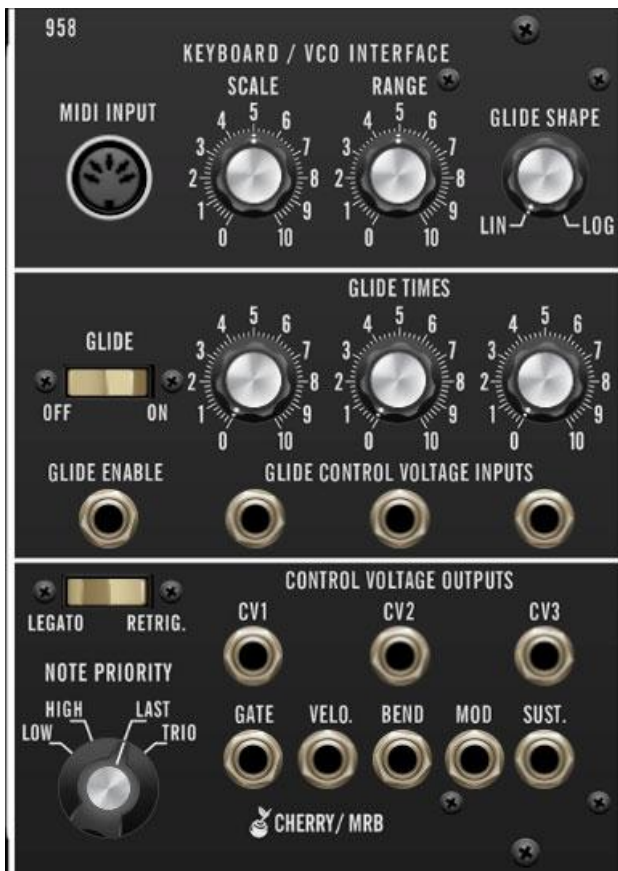 958
KEYBOARD / VCO INTERFACE
SCALE
RANGE
MIDI INPUT
GLIDE SHAPE
0 1 2 3 4 5 6 7 8 9 10
0 1 2 3 4 5 6 7 8 9 10
LIN
LOG
GLIDE TIMES
GLIDE
OFF
ON
0 1 2 3 4 5 6 7 8 9 10
0 1 2 3 4 5 6 7 8 9 10
0 1 2 3 4 5 6 7 8 9 10
GLIDE ENABLE
GLIDE CONTROL VOLTAGE INPUTS
LEGATO
RETRIG.
CONTROL VOLTAGE OUTPUTS
CV1
CV2
CV3
NOTE PRIORITY
LOW
HIGH
LAST
TRIO
GATE
VELO.
BEND
MOD
SUST.
CHERRY/ MRB